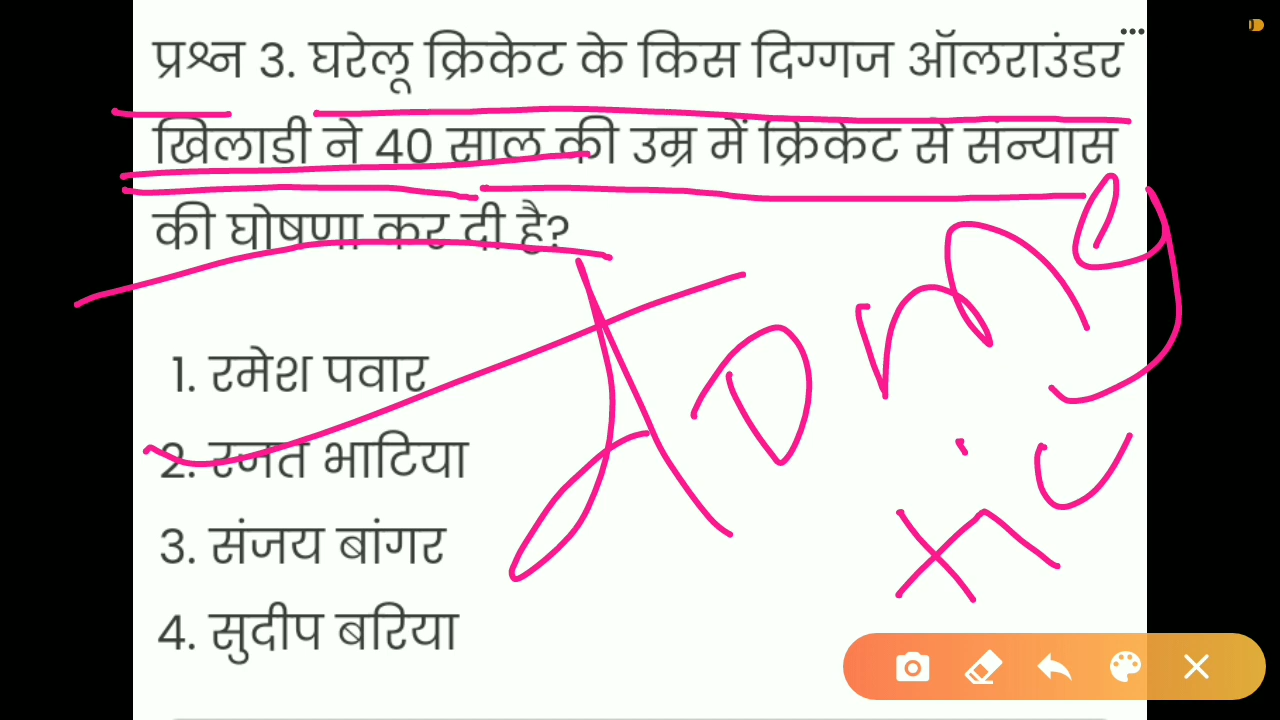 प्रश्न 3. घरेलू क्रिकेट के किस दिग्गज ऑलराउंडर
खिलाडी ने 40 साल की उम्र में क्रिकेट से संन्यास
की घोषणा कर दी है?
1. रमेश पवार
2. रजत भाटिया
3. संजय बांगर
4. सुदीप बरिया